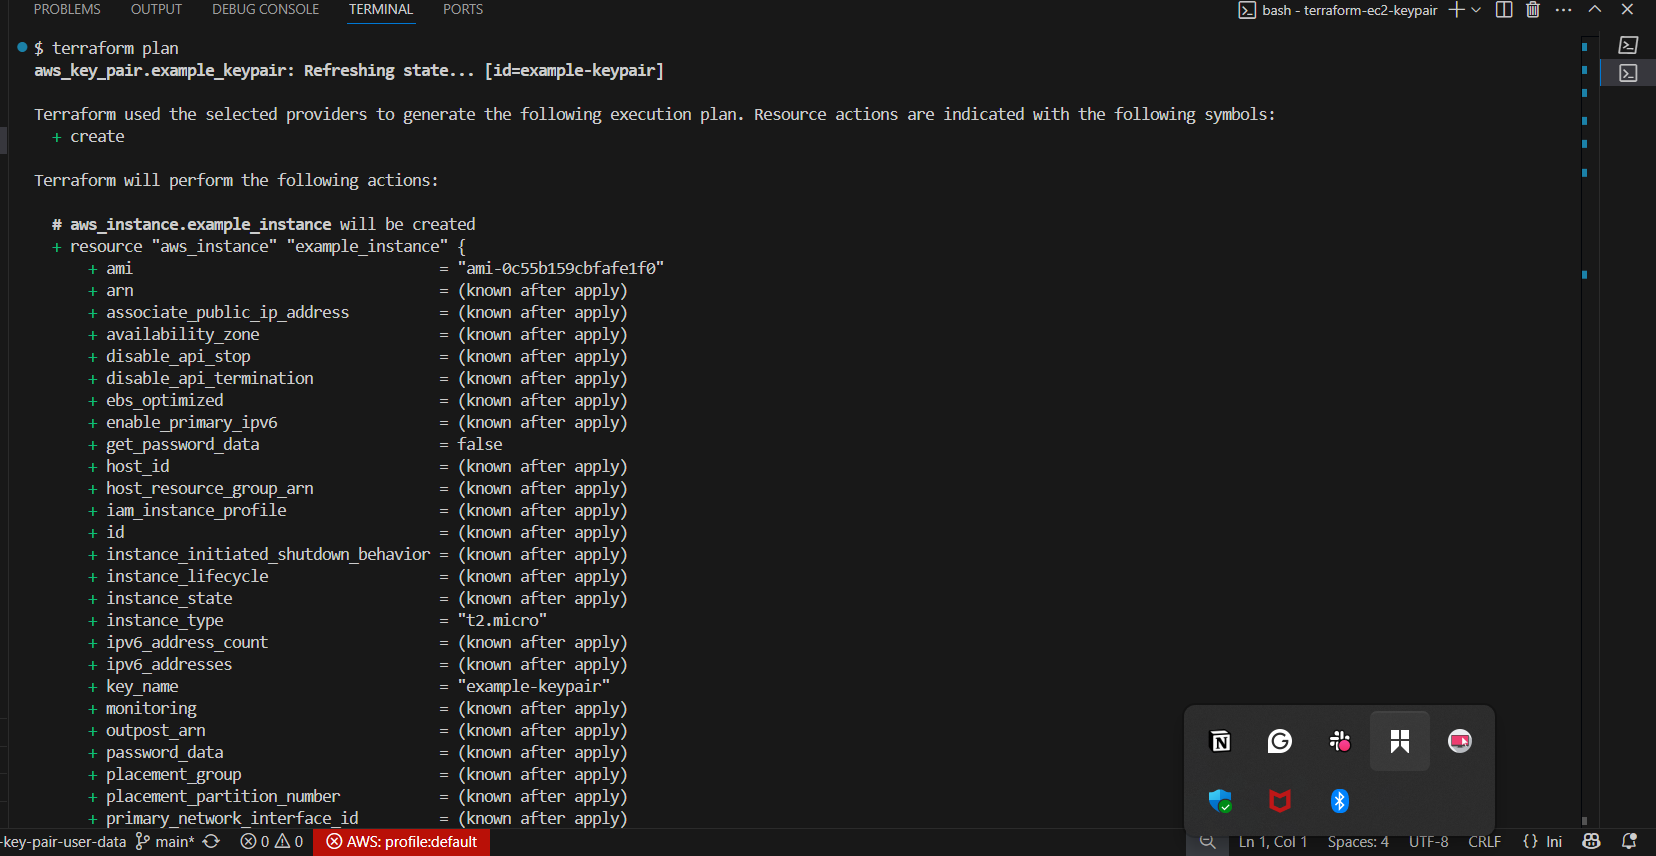 PROBLEMS OUTPUT DEBUG CONSOLE TERMINAL PORTS bash - terraform-ec2-keypair
$ terraform plan
aws_key_pair.example_keypair: Refreshing state... [id=example-keypair]
Terraform used the selected providers to generate the following execution plan. Resource actions are indicated with the following symbols:
+ create
Terraform will perform the following actions:
# aws_instance.example_instance will be created
+ resource "aws_instance" "example_instance" {
+ ami = "ami-0c55b159cbfafe1f0"
+ arn = (known after apply)
+ associate_public_ip_address = (known after apply)
+ availability_zone = (known after apply)
+ disable_api_stop = (known after apply)
+ disable_api_termination = (known after apply)
+ ebs_optimized = (known after apply)
+ enable_primary_ipv6 = (known after apply)
+ get_password_data = false
+ host_id = (known after apply)
+ host_resource_group_arn = (known after apply)
+ iam_instance_profile = (known after apply)
+ id = (known after apply)
+ instance_initiated_shutdown_behavior = (known after apply)
+ instance_lifecycle = (known after apply)
+ instance_state = (known after apply)
+ instance_type = "t2.micro"
+ ipv6_address_count = (known after apply)
+ ipv6_addresses = (known after apply)
+ key_name = "example-keypair"
+ monitoring = (known after apply)
+ outpost_arn = (known after apply)
+ password_data = (known after apply)
+ placement_group = (known after apply)
+ placement_partition_number = (known after apply)
+ primary_network_interface_id = (known after apply)
-key-pair-user-data main* 0 0 AWS: profile:default Ln 1, Col 1 Spaces: 4 UTF-8 CRLF {} Ini